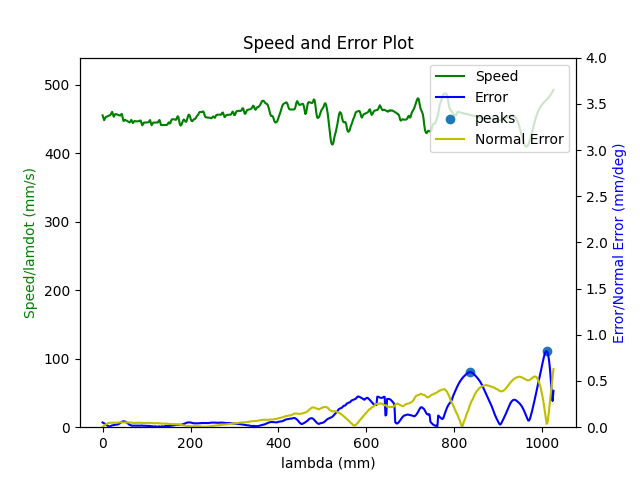 Speed and Error Plot
Speed
Error
peaks
Normal Error
Speed/lamdot (mm/s)
500
400
300
200
100
0
4.0
3.5
3.0
2.5
2.0
1.5
1.0
0.5
0.0
Error/Normal Error (mm/deg)
0 200 400 600 800 1000
lambda (mm)